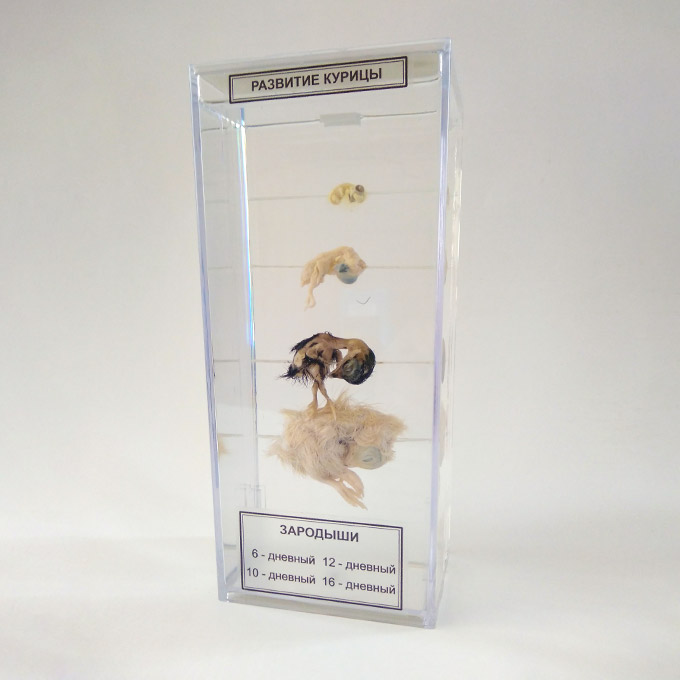 РАЗВИТИЕ КУРИЦЫ
ЗАРОДЫШИ
6 - дневный 12 - дневный
10 - дневный 16 - дневный